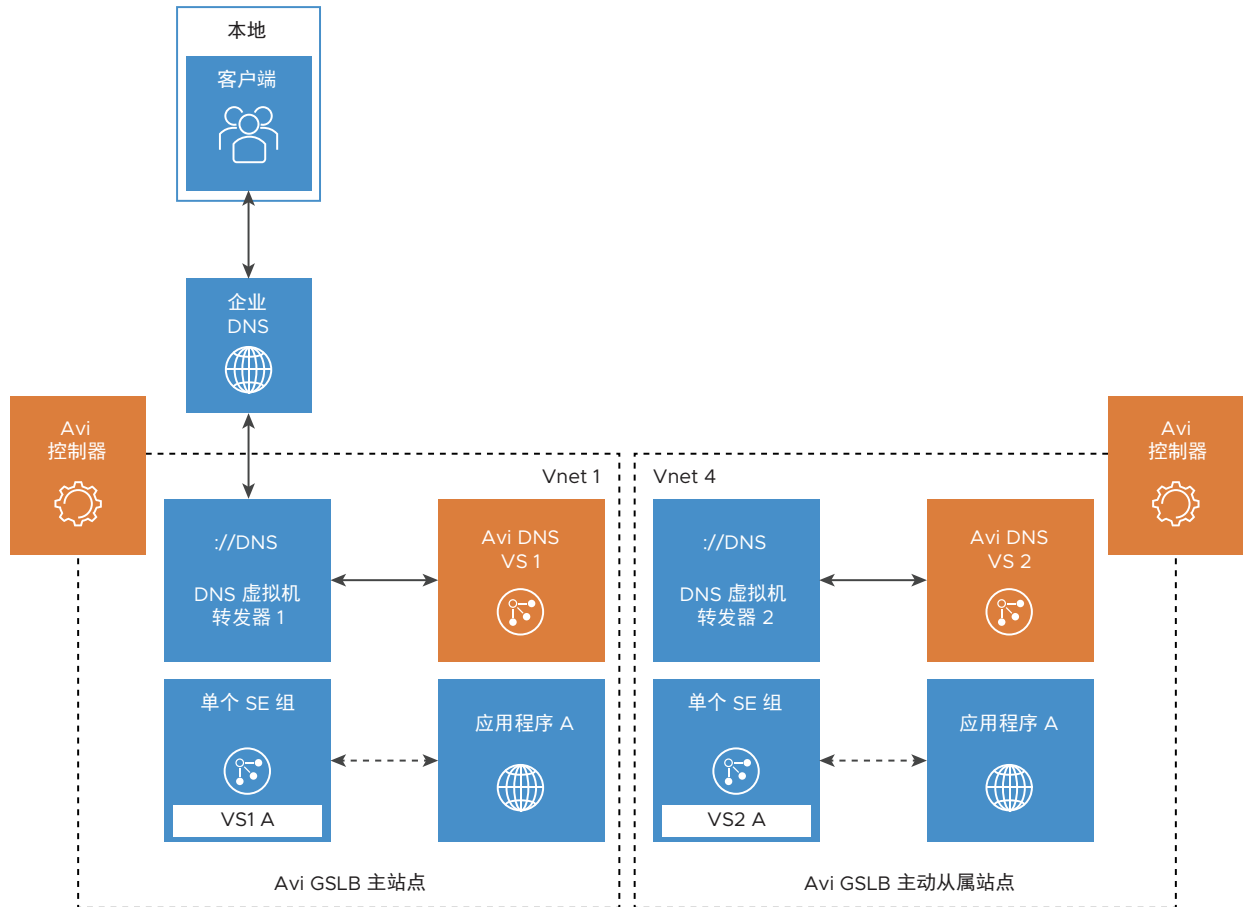 本地
客户端
企业
DNS
Avi
控制器
Vnet 1
://DNS
DNS 虚拟机
转发器 1
Avi DNS
VS 1
单个 SE 组
VS1 A
应用程序 A
Avi GSLB 主站点
Avi
控制器
Vnet 4
://DNS
DNS 虚拟机
转发器 2
Avi DNS
VS 2
单个 SE 组
VS2 A
应用程序 A
Avi GSLB 主动从属站点